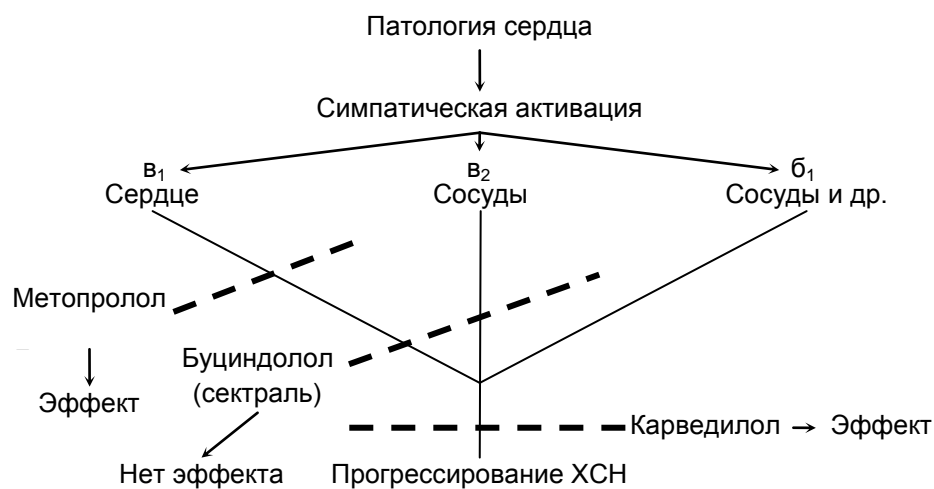 Патология сердца
Симпатическая активация
в₁ в₂ б₁
Сердце Сосуды Сосуды и др.
Метопролол
Буциндолол
(сектраль)
Эффект
Карведилол Эффект
Нет эффекта Прогрессирование ХСН